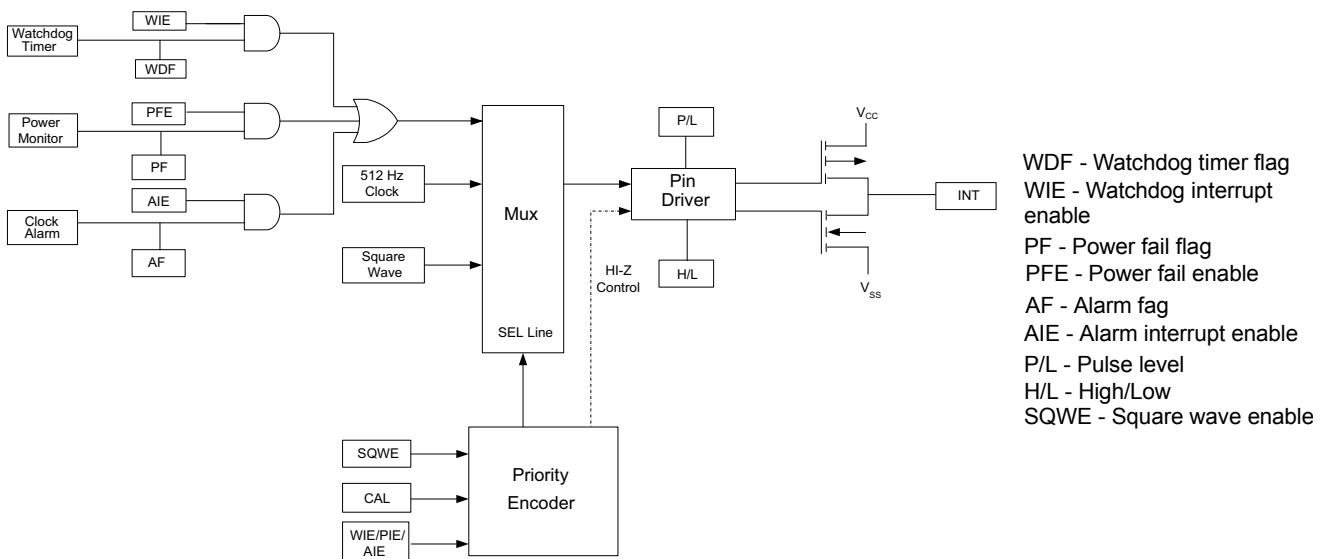 WIE
Watchdog
Timer
WDF
PFE
Power
Monitor
PF
AIE
Clock
Alarm
AF
512 Hz
Clock
Square
Wave
Mux
SEL Line
P/L
Pin
Driver
H/L
HI-Z
Control
VCC
VSS
INT
SQWE
CAL
WIE/PIE/
AIE
Priority
Encoder
WDF - Watchdog timer flag
WIE - Watchdog interrupt
enable
PF - Power fail flag
PFE - Power fail enable
AF - Alarm fag
AIE - Alarm interrupt enable
P/L - Pulse level
H/L - High/Low
SQWE - Square wave enable